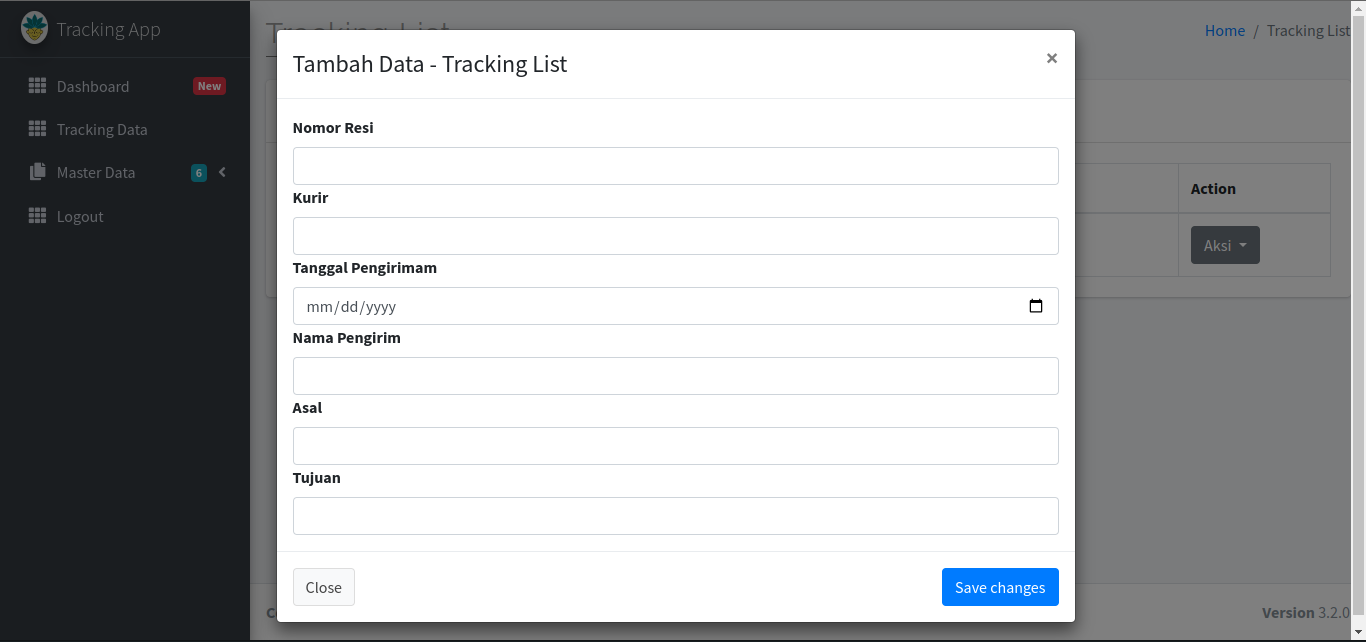 Tracking App
Tracking List
Home / Tracking List
Dashboard New
Tracking Data
Master Data 6
Logout
Tambah Data - Tracking List
×
Nomor Resi
Kurir
Tanggal Pengirimam
mm/dd/yyyy
Nama Pengirim
Asal
Tujuan
Close
Save changes
Action
Aksi
Version 3.2.0